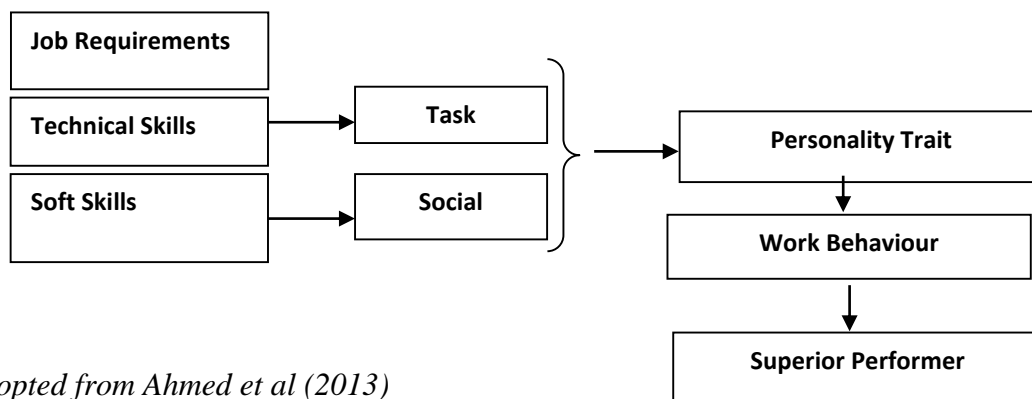 Job Requirements
Technical Skills
Soft Skills
Task
Social
Personality Trait
Work Behaviour
Superior Performer
opted from Ahmed et al (2013)